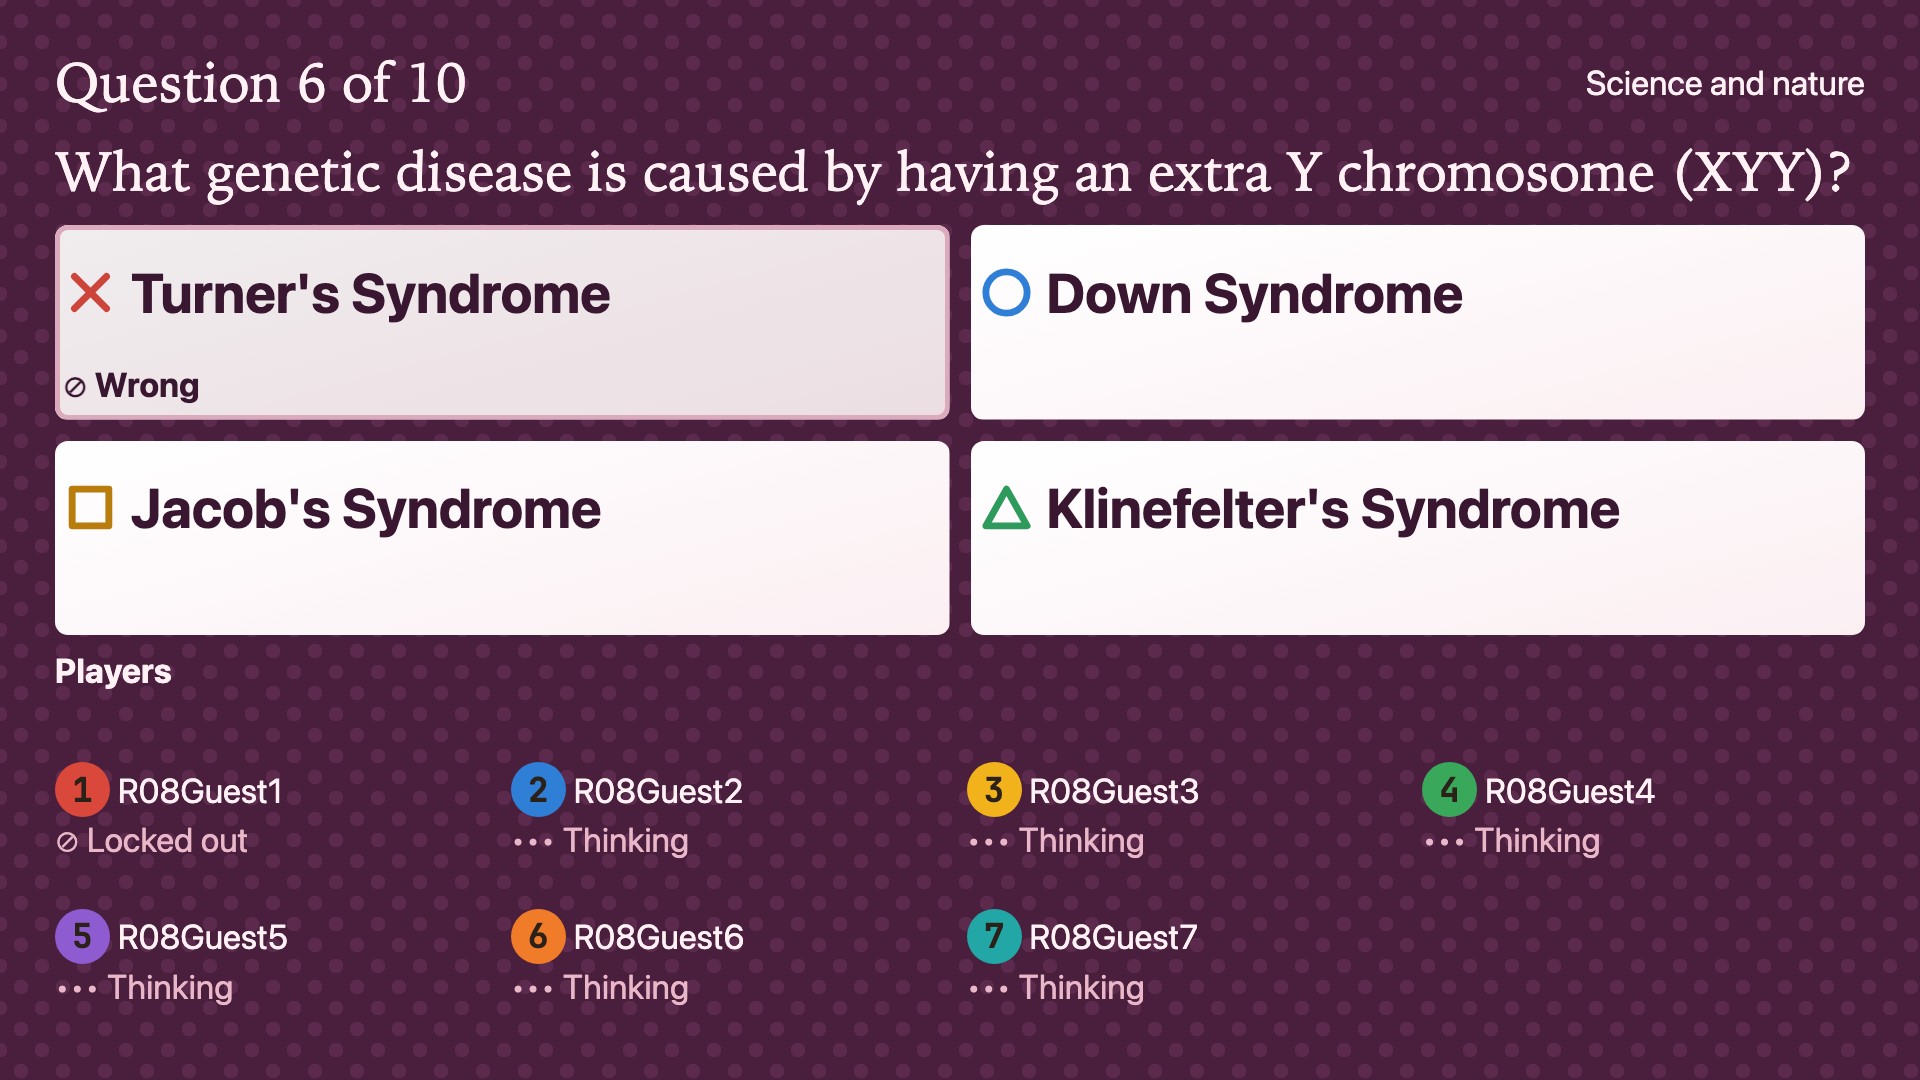 Question 6 of 10
Science and nature
What genetic disease is caused by having an extra Y chromosome (XYY)?
Turner's Syndrome
Wrong
Down Syndrome
Jacob's Syndrome
Klinefelter's Syndrome
Players
1 R08Guest1
Locked out
2 R08Guest2
Thinking
3 R08Guest3
Thinking
4 R08Guest4
Thinking
5 R08Guest5
Thinking
6 R08Guest6
Thinking
7 R08Guest7
Thinking